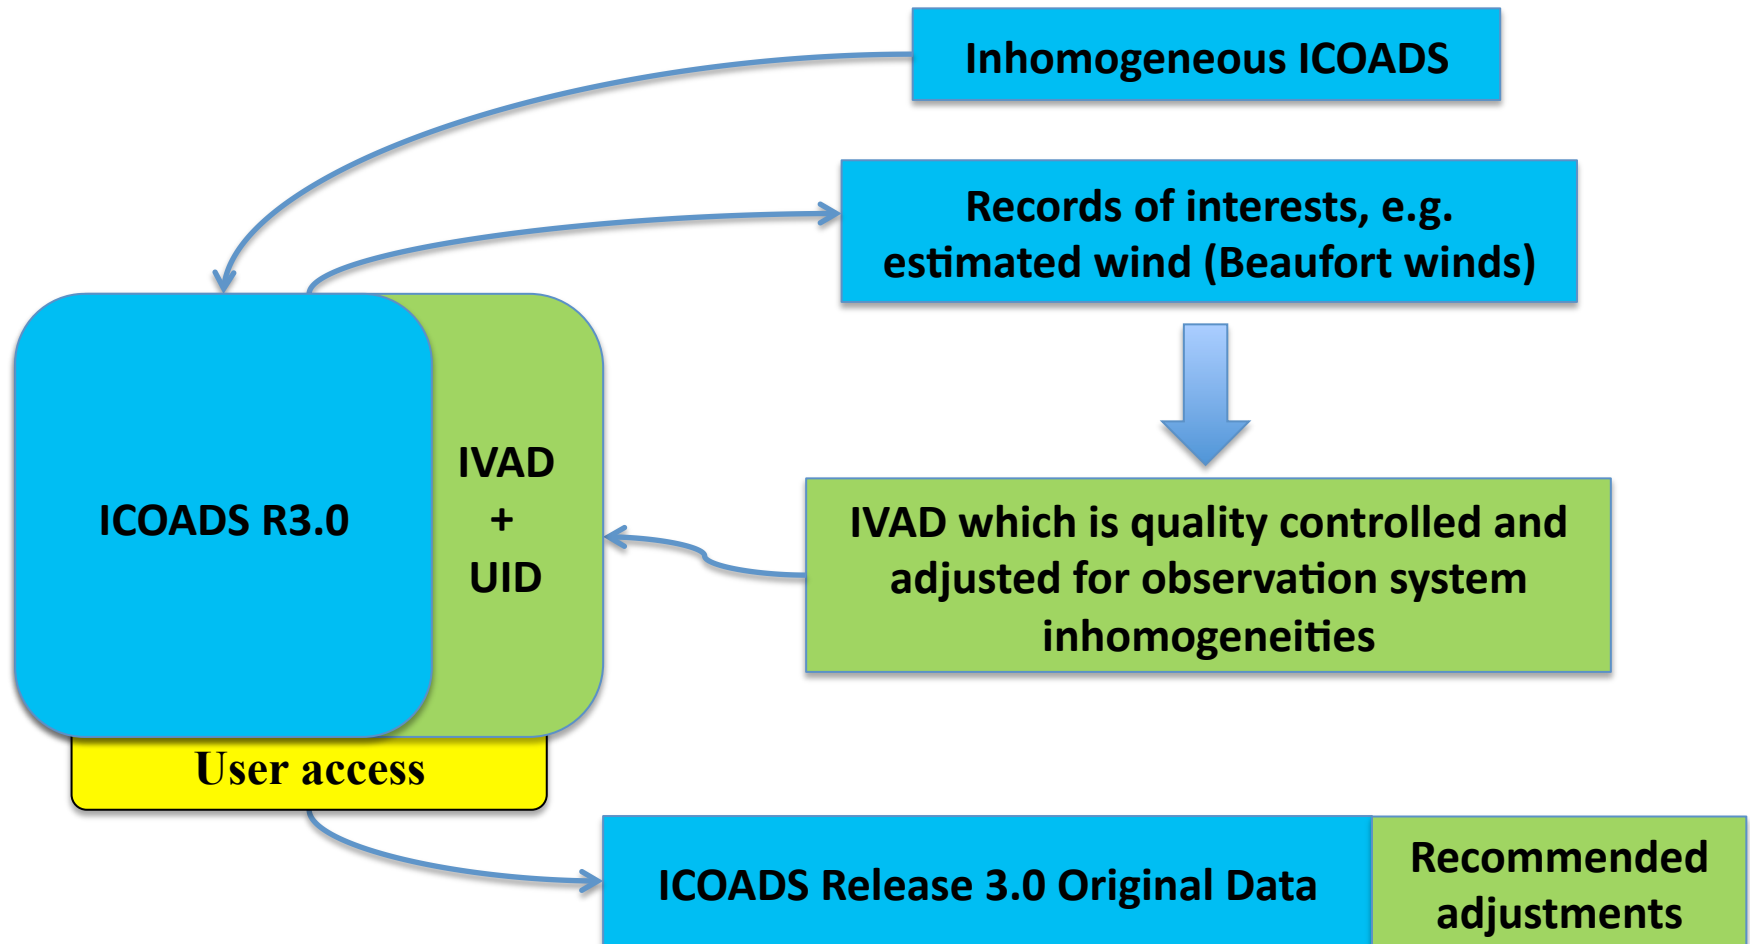 Inhomogeneous ICOADS
Records of interests, e.g.
estimated wind (Beaufort winds)
IVAD
+
UID
ICOADS R3.0
IVAD which is quality controlled and
adjusted for observation system
inhomogeneities
User access
ICOADS Release 3.0 Original Data
Recommended
adjustments